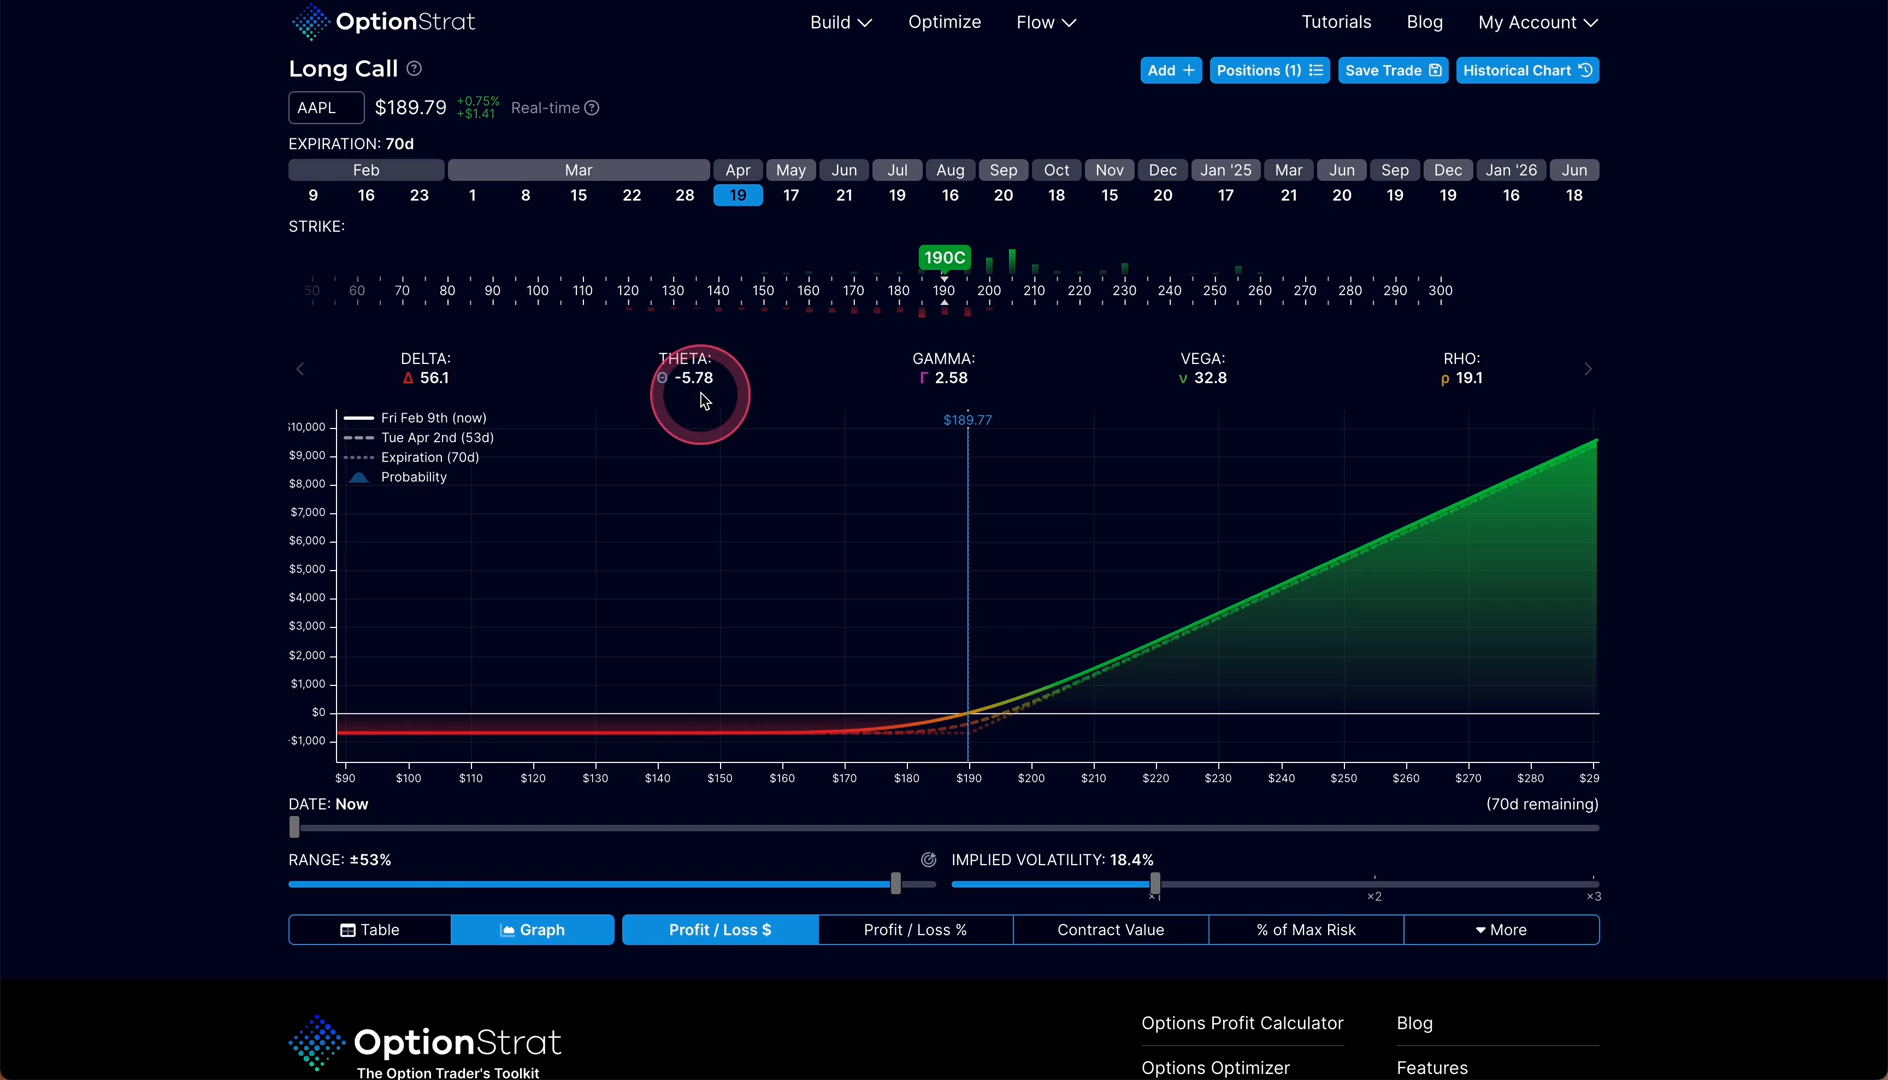 OptionStrat Build Optimize Flow Tutorials Blog My Account
Long Call ? Add + Positions (1) Save Trade Historical Chart
AAPL $189.79 +0.75% +$1.41 Real-time ?
EXPIRATION: 70d
Feb Mar Apr May Jun Jul Aug Sep Oct Nov Dec Jan '25 Mar Jun Sep Dec Jan '26 Jun
9 16 23 1 8 15 22 28 19 17 21 19 16 20 18 15 20 17 21 20 19 19 16 18
STRIKE:
190C
50 60 70 80 90 100 110 120 130 140 150 160 170 180 190 200 210 220 230 240 250 260 270 280 290 300
DELTA: THETA: GAMMA: VEGA: RHO:
Δ 56.1 Θ -5.78 Γ 2.58 ν 32.8 ρ 19.1
Fri Feb 9th (now)
Tue Apr 2nd (53d)
Expiration (70d)
Probability
$189.77
$10,000
$9,000
$8,000
$7,000
$6,000
$5,000
$4,000
$3,000
$2,000
$1,000
$0
-$1,000
$90 $100 $110 $120 $130 $140 $150 $160 $170 $180 $190 $200 $210 $220 $230 $240 $250 $260 $270 $280 $29
DATE: Now (70d remaining)
RANGE: ±53% IMPLIED VOLATILITY: 18.4%
×1 ×2 ×3
Table Graph Profit / Loss $ Profit / Loss % Contract Value % of Max Risk More
OptionStrat
The Option Trader's Toolkit
Options Profit Calculator Blog
Options Optimizer Features